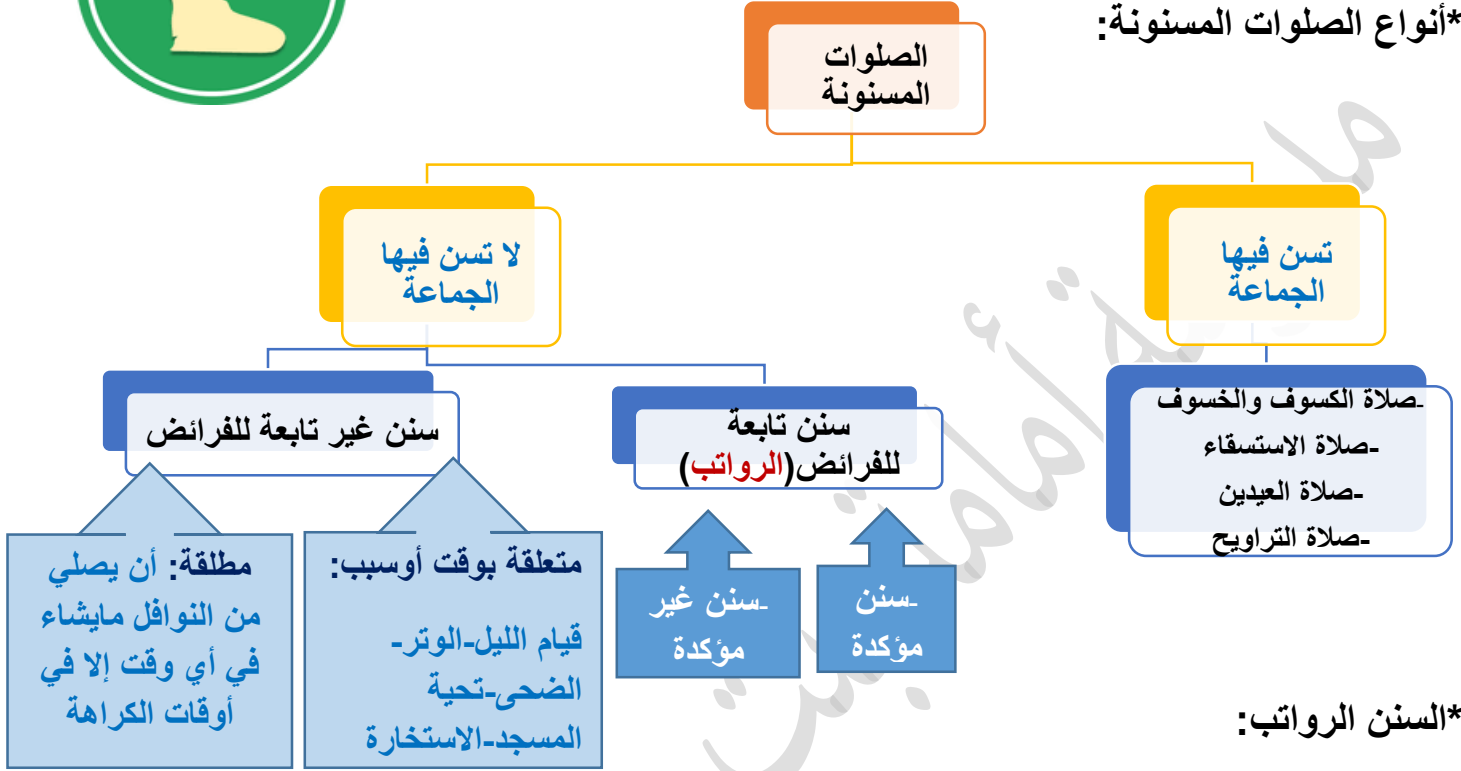 *أنواع الصلوات المسنونة:
الصلوات
المسنونة
تسن فيها
الجماعة
لا تسن فيها
الجماعة
-صلاة الكسوف والخسوف
-صلاة الاستسقاء
-صلاة العيدين
-صلاة التراويح
سنن تابعة
للفرائض(الرواتب)
سنن غير تابعة للفرائض
-سنن
مؤكدة
-سنن غير
مؤكدة
متعلقة بوقت أوسبب:
قيام الليل-الوتر-
الضحى-تحية
المسجد-الاستخارة
مطلقة: أن يصلي
من النوافل مايشاء
في أي وقت إلا في
أوقات الكراهة
*السنن الرواتب: